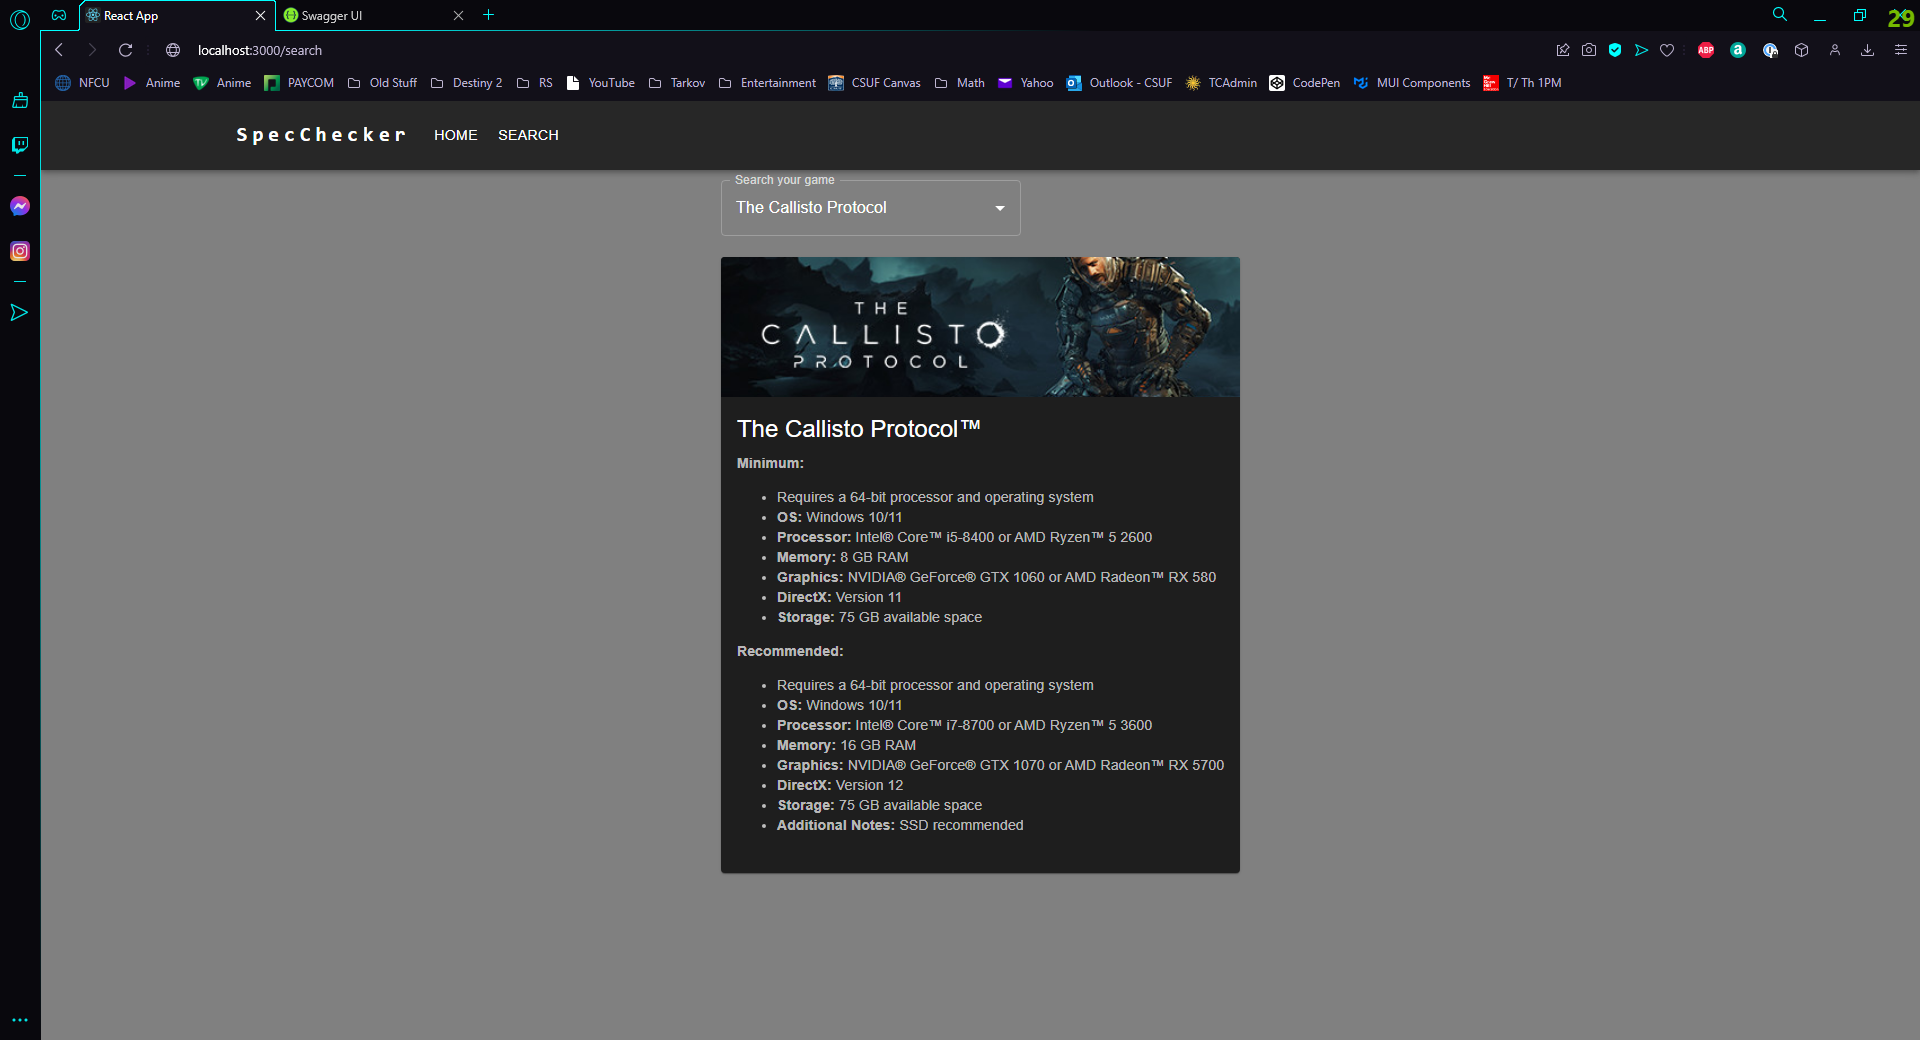 React App
Swagger UI
29
localhost:3000/search
ABP
a
NFCU
Anime
Anime
PAYCOM
Old Stuff
Destiny 2
RS
YouTube
Tarkov
Entertainment
CSUF Canvas
Math
Yahoo
Outlook - CSUF
TCAdmin
CodePen
MUI Components
T/ Th 1PM
SpecChecker
HOME
SEARCH
Search your game
The Callisto Protocol
THE
CALLISTO
PROTOCOL
The Callisto Protocol™
Minimum:
• Requires a 64-bit processor and operating system
• OS: Windows 10/11
• Processor: Intel® Core™ i5-8400 or AMD Ryzen™ 5 2600
• Memory: 8 GB RAM
• Graphics: NVIDIA® GeForce® GTX 1060 or AMD Radeon™ RX 580
• DirectX: Version 11
• Storage: 75 GB available space
Recommended:
• Requires a 64-bit processor and operating system
• OS: Windows 10/11
• Processor: Intel® Core™ i7-8700 or AMD Ryzen™ 5 3600
• Memory: 16 GB RAM
• Graphics: NVIDIA® GeForce® GTX 1070 or AMD Radeon™ RX 5700
• DirectX: Version 12
• Storage: 75 GB available space
• Additional Notes: SSD recommended